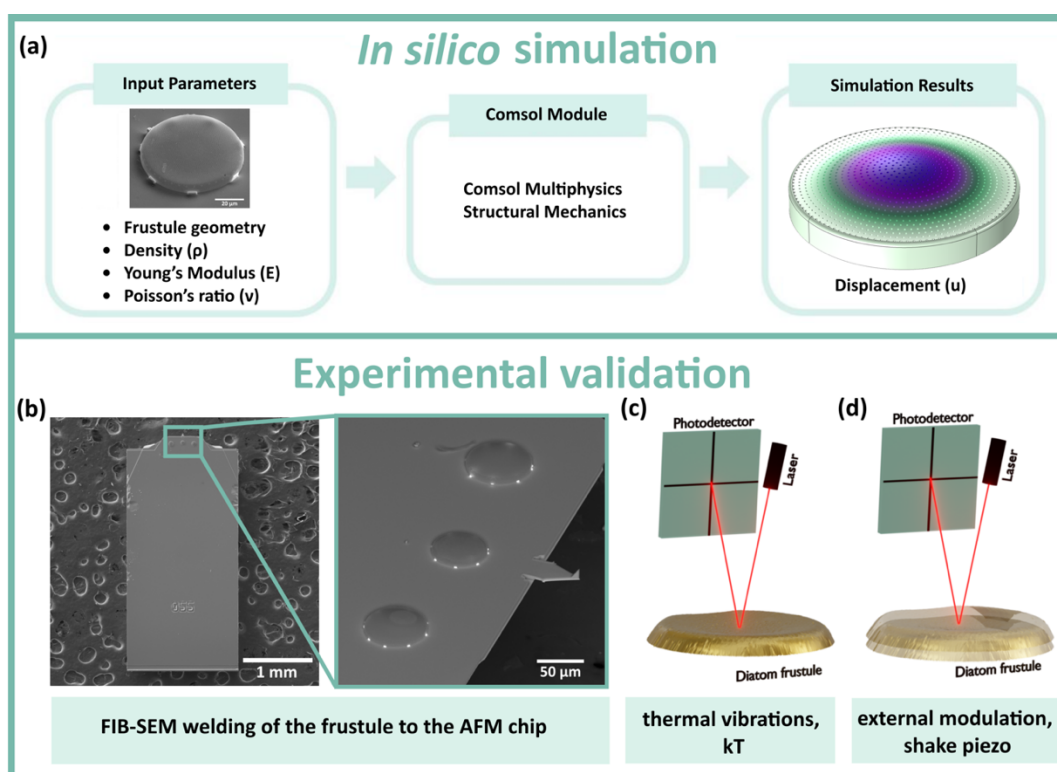 (a)
In silico simulation
Input Parameters
20 µm
• Frustule geometry
• Density (ρ)
• Young's Modulus (E)
• Poisson's ratio (ν)
Comsol Module
Comsol Multiphysics
Structural Mechanics
Simulation Results
Displacement (u)
Experimental validation
(b)
1 mm
50 µm
FIB-SEM welding of the frustule to the AFM chip
(c)
Photodetector
Laser
Diatom frustule
thermal vibrations,
kT
(d)
Photodetector
Laser
Diatom frustule
external modulation,
shake piezo